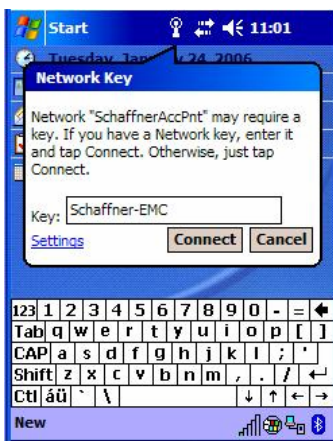 Start 11:01
Tuesday, January 24, 2006
Network Key
Network "SchaffnerAccPnt" may require a
key. If you have a Network key, enter it
and tap Connect. Otherwise, just tap
Connect.
Key: Schaffner-EMC
Settings Connect Cancel
123 1 2 3 4 5 6 7 8 9 0 - =
Tab q w e r t y u i o p [ ]
CAP a s d f g h j k l ; '
Shift z x c v b n m , . /
Ctl áü ` \
New